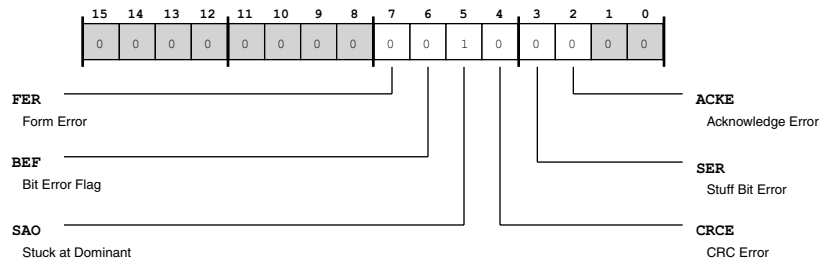 15 14 13 12 11 10 9 8 7 6 5 4 3 2 1 0
0 0 0 0 0 0 0 0 0 0 1 0 0 0 0 0
FER
Form Error
ACKE
Acknowledge Error
BEF
Bit Error Flag
SER
Stuff Bit Error
SAO
Stuck at Dominant
CRCE
CRC Error